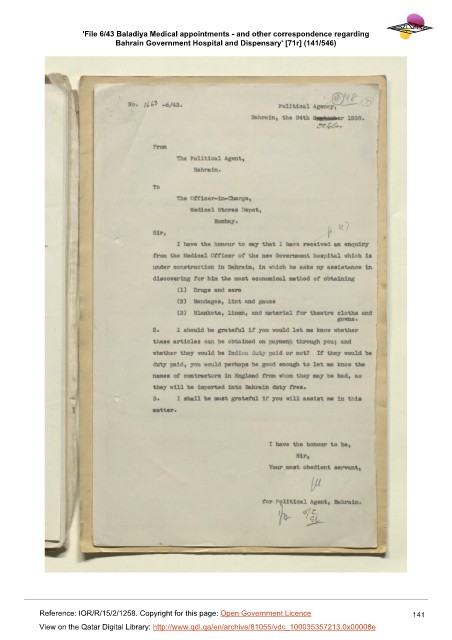 'File 6/43 Baladiya Medical appointments - and other correspondence regarding
Bahrain Government Hospital and Dispensary' [71r] (141/546)
No. 1663 -6/43.
Political Agency,
Bahrain, the 24th September 1938.
October
From
The Political Agent,
Bahrain.
To
The Officer-in-Charge,
Medical Stores Depot,
Bombay.
Sir,
I have the honour to say that I have received an enquiry
from the Medical Officer of the new Government hospital which is
under construction in Bahrain, in which he asks my assistance in
discovering for him the most economical method of obtaining
(1) Drugs and sera
(2) Bandages, lint and gauze
(3) Blankets, linen, and material for theatre cloths and
gowns.
2. I should be grateful if you would let me know whether
these articles can be obtained on payment through you; and
whether they would be Indian duty paid or not? If they would be
duty paid, you would perhaps be good enough to let me know the
names of contractors in England from whom they may be had, as
they will be imported into Bahrain duty free.
3. I shall be most grateful if you will assist me in this
matter.
I have the honour to be,
Sir,
Your most obedient servant,
for Political Agent, Bahrain.
Reference: IOR/R/15/2/1258. Copyright for this page: Open Government Licence
141
View on the Qatar Digital Library: http://www.qdl.qa/en/archive/81055/vdc_100035357213.0x00008e